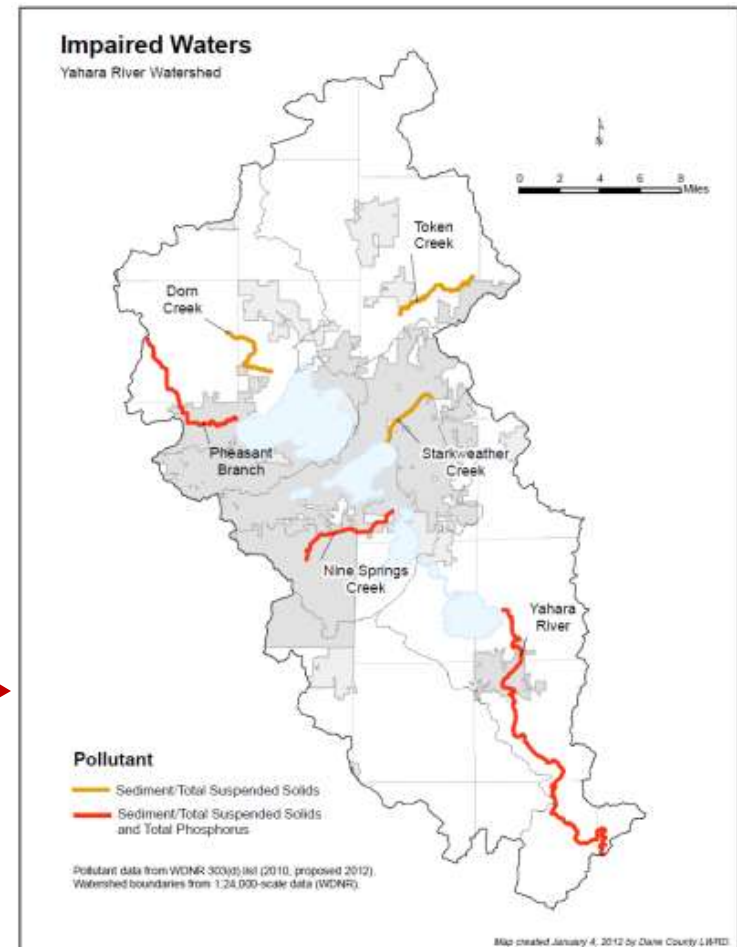 Impaired Waters
Yahara River Watershed
N
0 2 4 6 8
Miles
Token
Creek
Dorn
Creek
Pheasant
Branch
Starkweather
Creek
Nine Springs
Creek
Yahara
River
Pollutant
Sediment/Total Suspended Solids
Sediment/Total Suspended Solids
and Total Phosphorus
Pollutant data from WDNR 303(d) list (2010, proposed 2012).
Watershed boundaries from 1:24,000-scale data (WDNR).
Map created January 4, 2012 by Dane County LWRD.